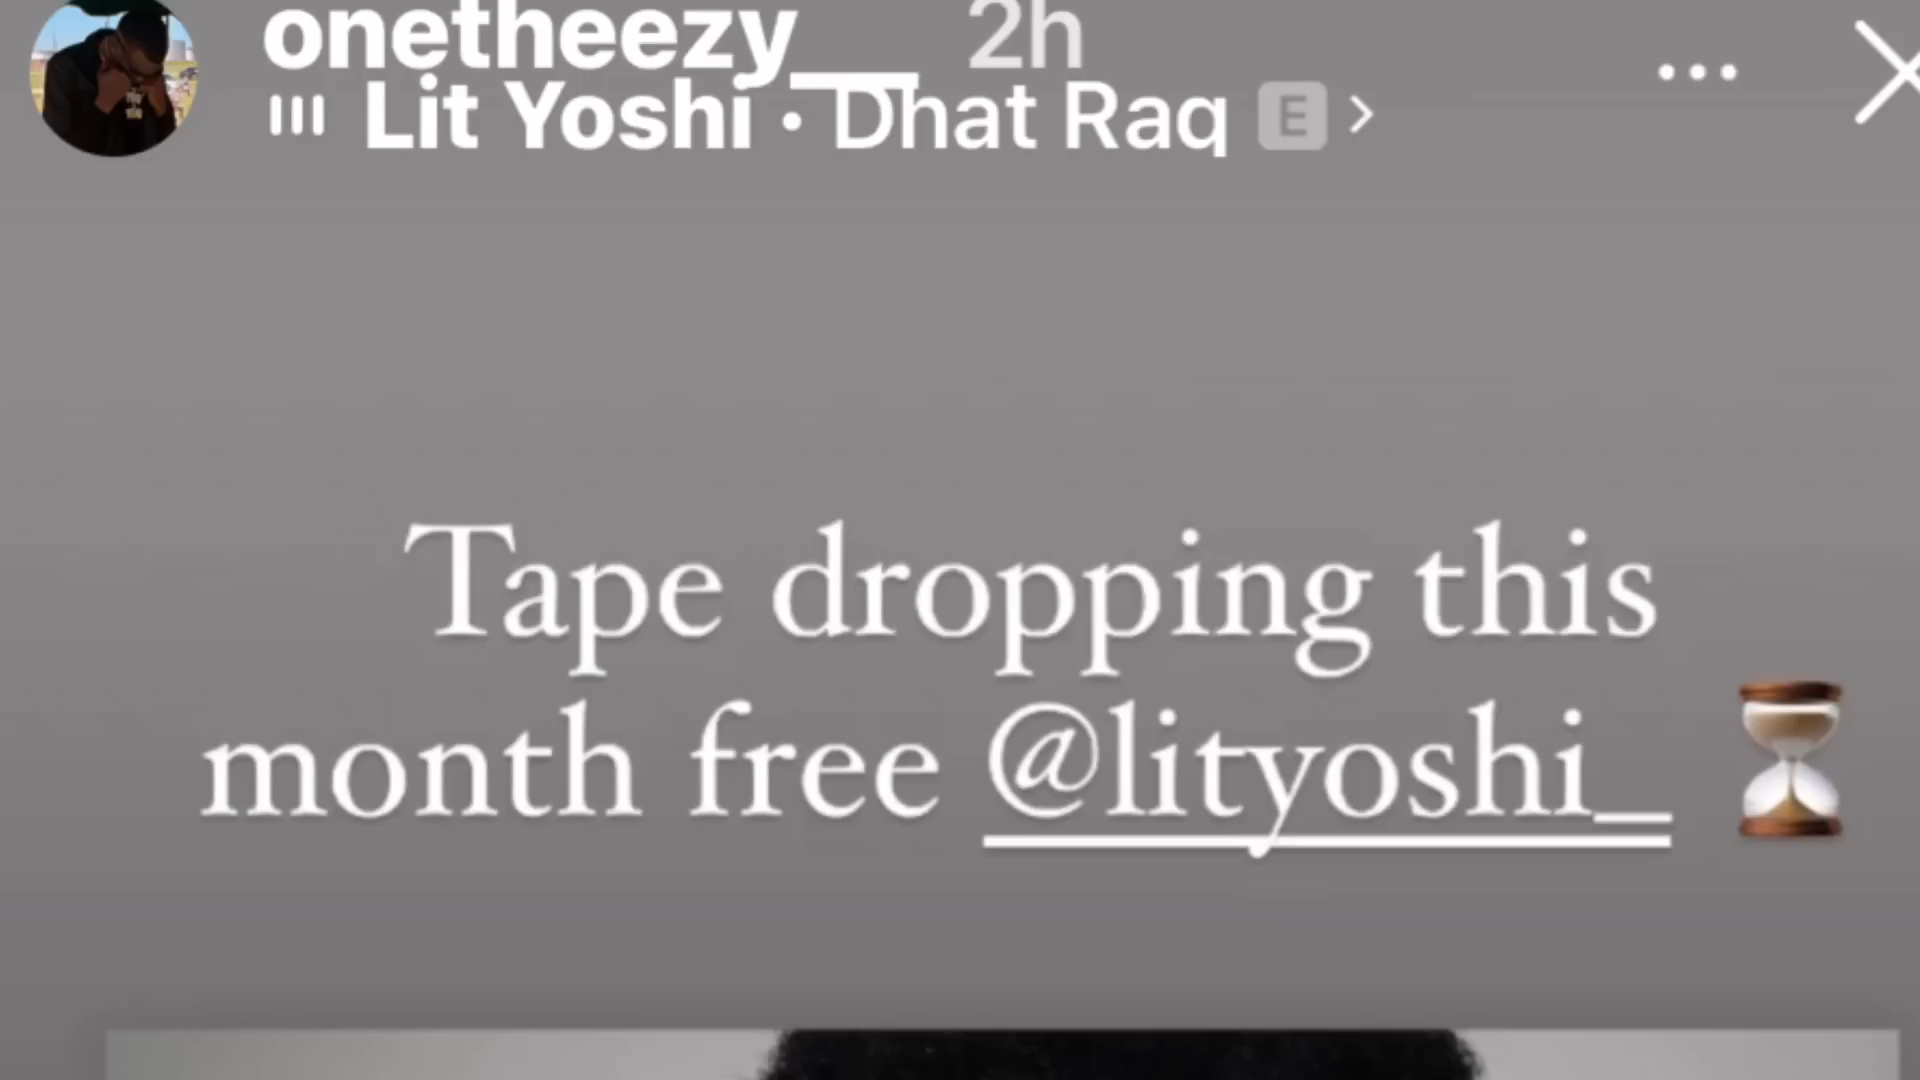 onetheezy__ 2h
Lit Yoshi • Dhat Raq E
Tape dropping this
month free @lityoshi_ ⏳